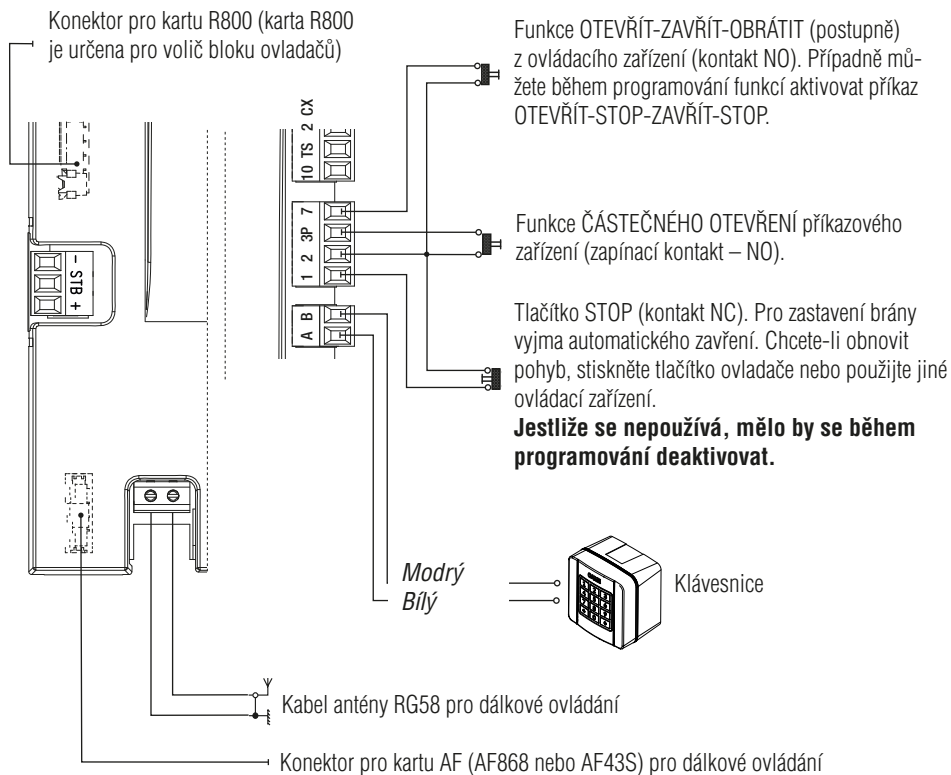 Konektor pro kartu R800 (karta R800
je určena pro volič bloku ovladačů)
Funkce OTEVŘÍT-ZAVŘÍT-OBRÁTIT (postupně)
z ovládacího zařízení (kontakt NO). Případně mů-
žete během programování funkcí aktivovat příkaz
OTEVŘÍT-STOP-ZAVŘÍT-STOP.
10 TS 2 CX
1 2 3P 7
A B
- STB +
Funkce ČÁSTEČNÉHO OTEVŘENÍ příkazového
zařízení (zapínací kontakt – NO).
Tlačítko STOP (kontakt NC). Pro zastavení brány
vyjma automatického zavření. Chcete-li obnovit
pohyb, stiskněte tlačítko ovladače nebo použijte jiné
ovládací zařízení.
Jestliže se nepoužívá, mělo by se během
programování deaktivovat.
Modrý
Bílý
Klávesnice
Kabel antény RG58 pro dálkové ovládání
Konektor pro kartu AF (AF868 nebo AF43S) pro dálkové ovládání